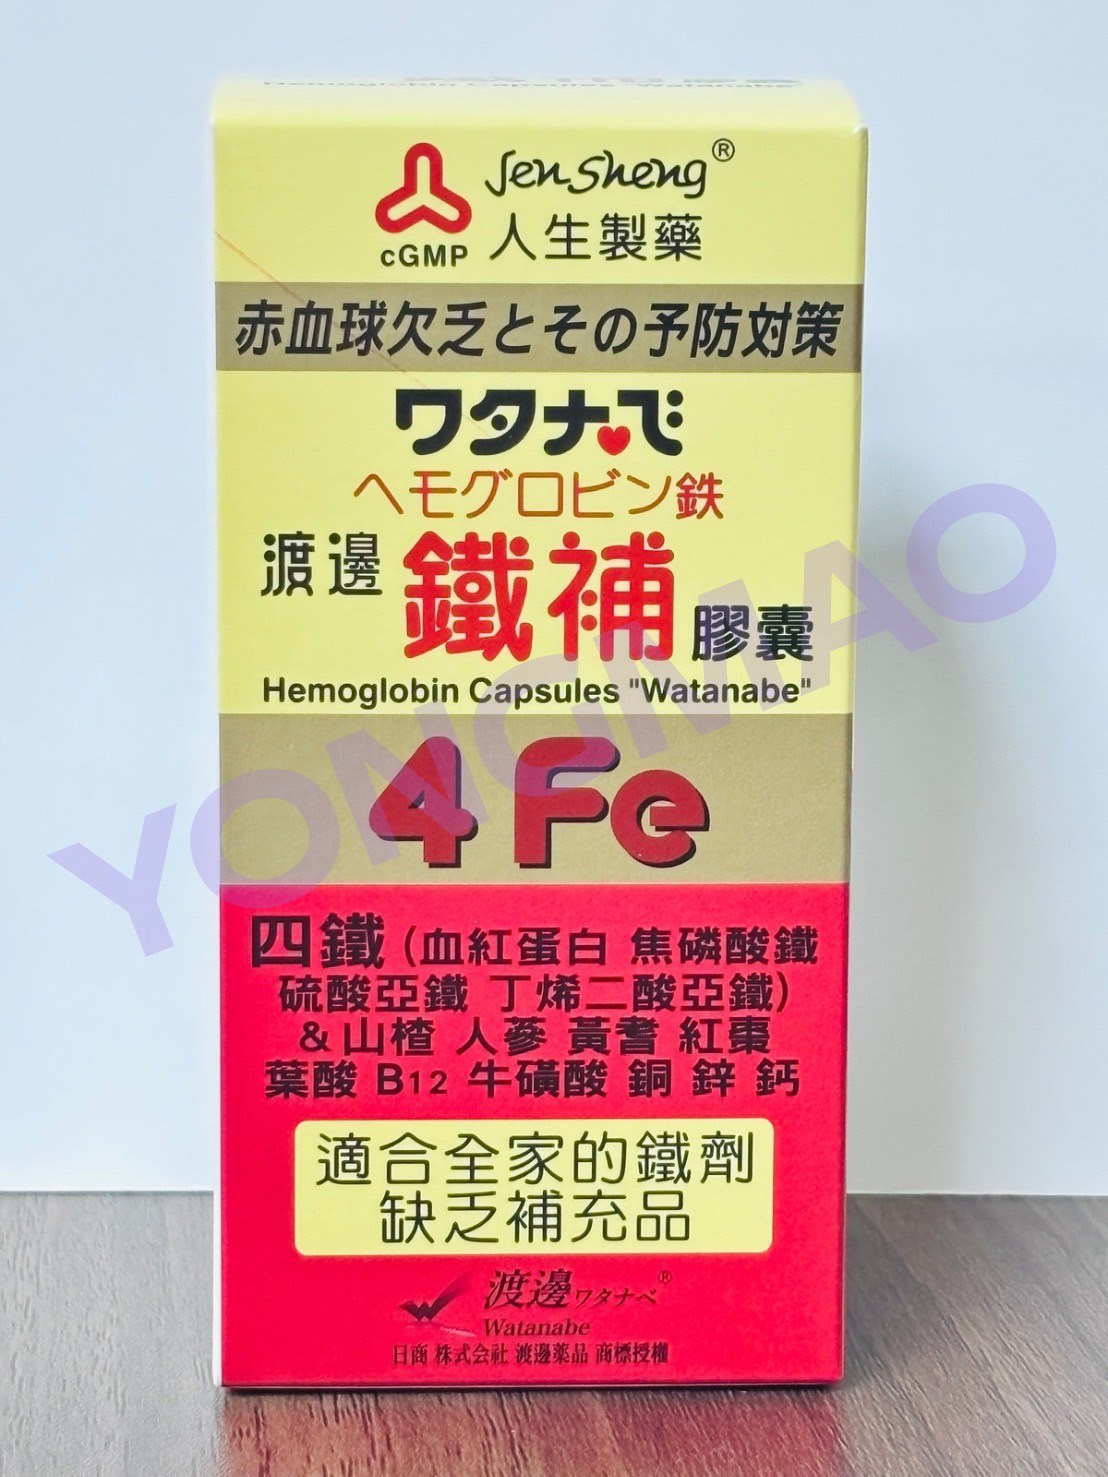 Hemoglobin Capsules "Watanabe"
Jen Sheng®
cGMP 人生製藥
赤血球欠乏とその予防対策
ワタナベ
ヘモグロビン鉄
渡邊 鐵補 膠囊
Hemoglobin Capsules "Watanabe"
4Fe
四鐵 (血紅蛋白 焦磷酸鐵
硫酸亞鐵 丁烯二酸亞鐵)
& 山楂 人蔘 黃耆 紅棗
葉酸 B12 牛磺酸 銅 鋅 鈣
適合全家的鐵劑
缺乏補充品
渡邊ワタナベ®
Watanabe
日商 株式会社 渡邊薬品 商標授權
YONGMAO